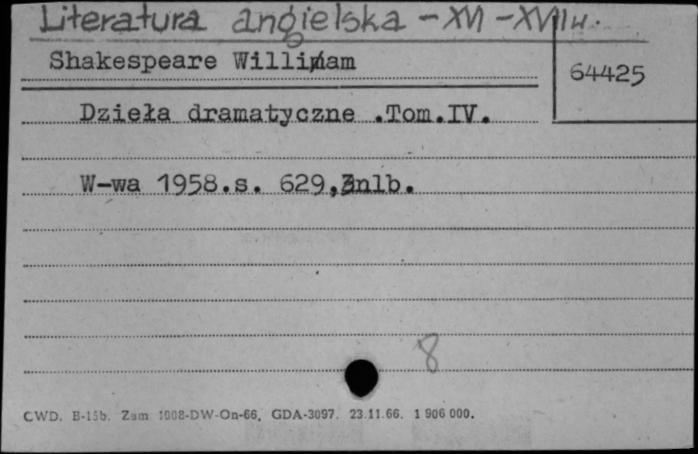 Literatura angielska - XVI - XVII w.
Shakespeare William
64425
Dzieła dramatyczne .Tom.IV.
W-wa 1958.s. 629,3nlb.
8
CWD. B-15b. Zam 1008-DW-On-66, GDA-3097. 23.11.66. 1 906 000.